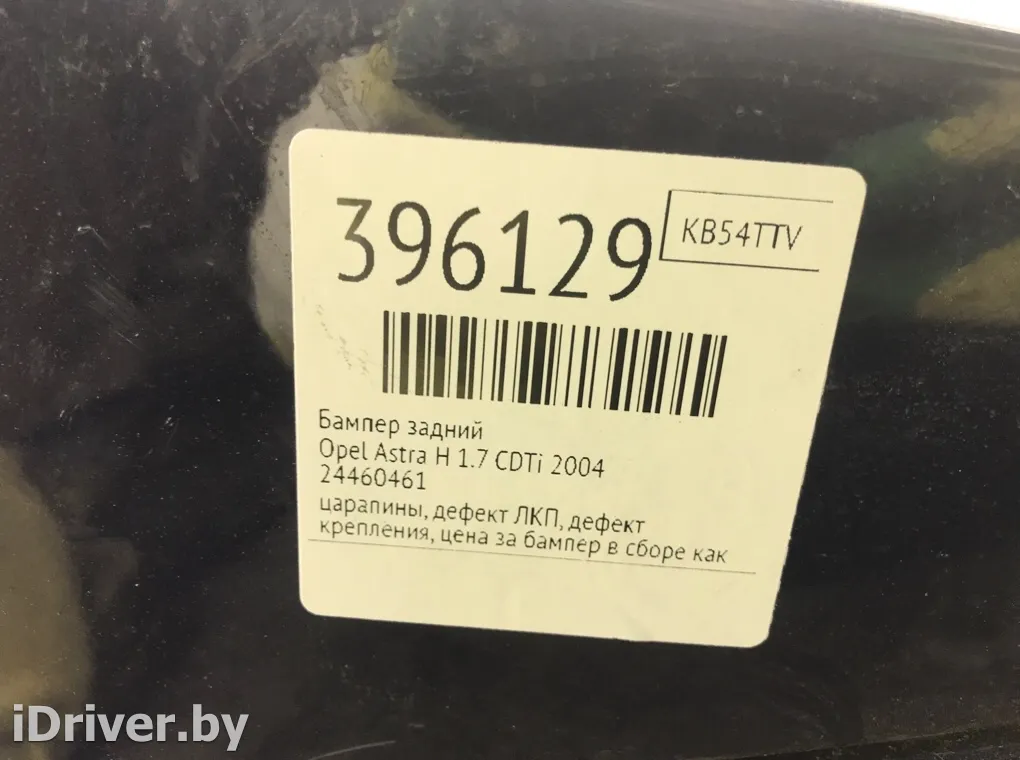 396129
KB54TTV
Бампер задний
Opel Astra H 1.7 CDTi 2004
24460461
царапины, дефект ЛКП, дефект
крепления, цена за бампер в сборе как
iDriver.by